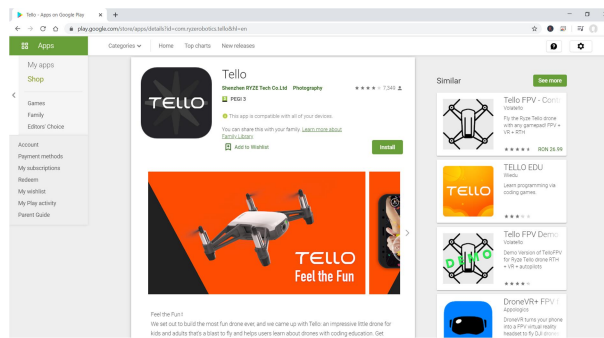 Tello - Apps on Google Play
play.google.com/store/apps/details?id=com.ryzerobotics.tello&hl=en
Apps
Categories
Home
Top charts
New releases
My apps
Shop
Games
Family
Editors' Choice
Account
Payment methods
My subscriptions
Redeem
My wishlist
My Play activity
Parent Guide
TELLO
Tello
Shenzhen RYZE Tech Co.Ltd Photography
7,349
PEGI 3
This app is compatible with all of your devices.
You can share this with your family. Learn more about
Family Library
Add to Wishlist
Install
TELLO
Feel the Fun
Feel the Fun!!
We set out to build the most fun drone ever, and we came up with Tello: an impressive little drone for
kids and adults that's a blast to fly and helps users learn about drones with coding education. Get
Similar
See more
Tello FPV - Contr
Volatello
Fly the Ryze Tello drone
with any gamepad! FPV +
VR + RTH
RON 26.99
TELLO
TELLO EDU
Wiedu
Learn programming via
coding games.
DEMO
Tello FPV Demo
Volatello
Demo Version of TelloFPV
for Ryze Tello drone RTH
+ VR + autopilots
DroneVR+ FPV
Appologics
DroneVR turns your phone
into a FPV virtual reality
headset to fly DJI drones